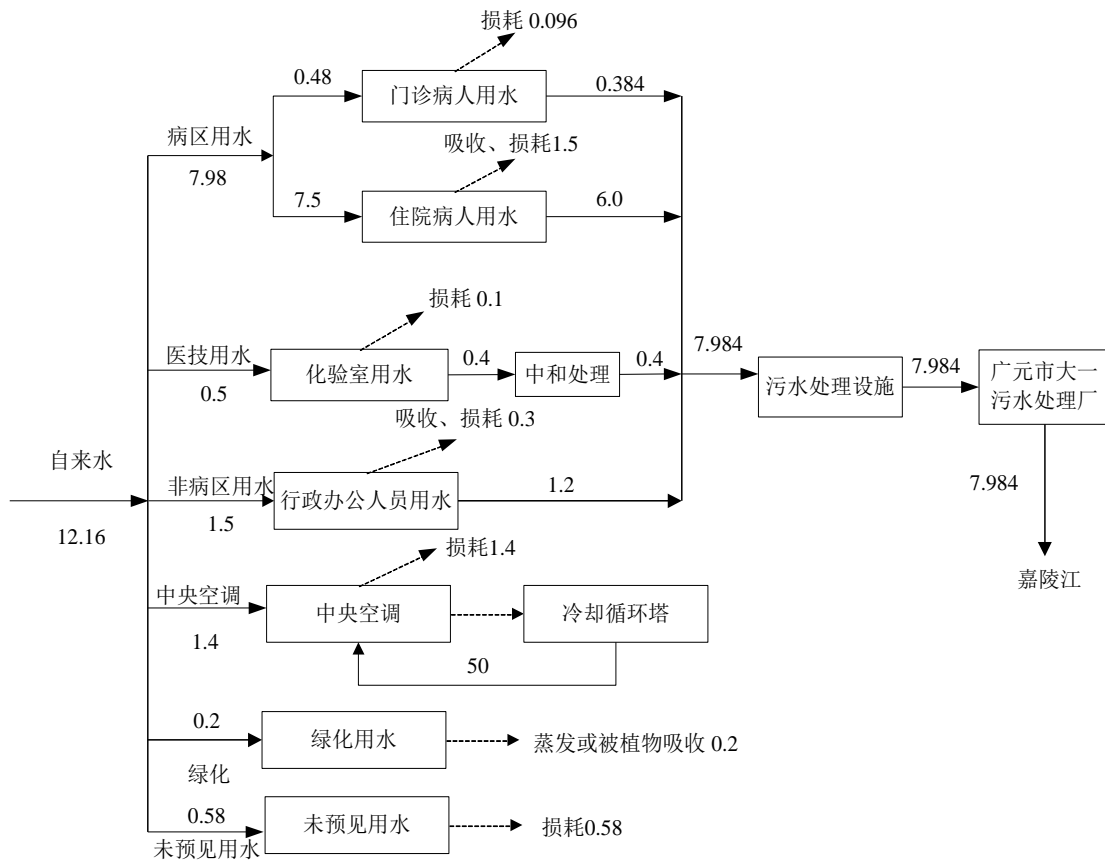 损耗 0.096
0.48
门诊病人用水
0.384
病区用水
7.98
吸收、损耗1.5
7.5
住院病人用水
6.0
损耗 0.1
医技用水
0.5
化验室用水
0.4
中和处理
0.4
7.984
污水处理设施
7.984
广元市大一
污水处理厂
吸收、损耗 0.3
自来水
12.16
非病区用水
1.5
行政办公人员用水
1.2
7.984
嘉陵江
损耗1.4
中央空调
1.4
中央空调
冷却循环塔
50
0.2
绿化
绿化用水
蒸发或被植物吸收 0.2
0.58
未预见用水
未预见用水
损耗0.58